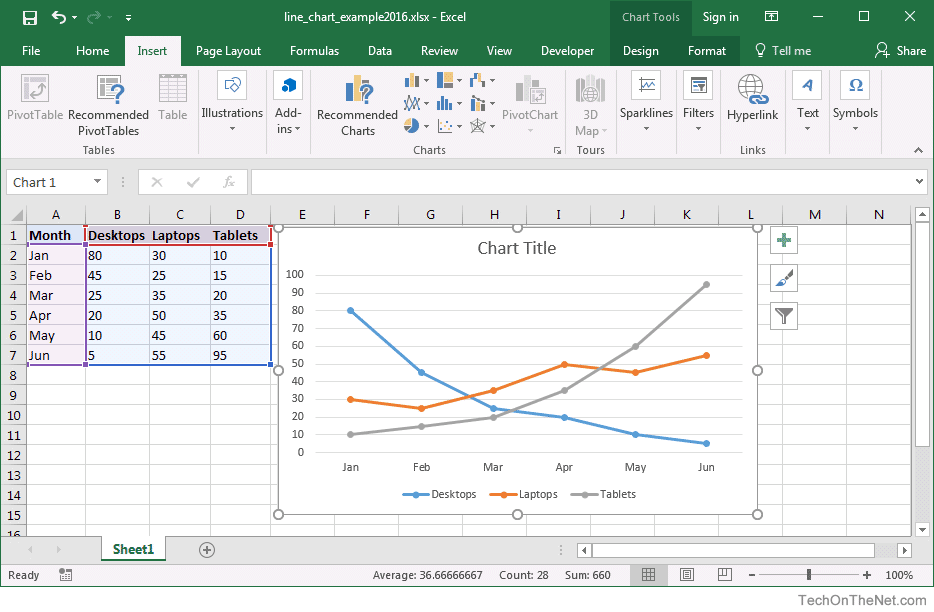 line_chart_example2016.xlsx - Excel
Chart Tools
Sign in
File Home Insert Page Layout Formulas Data Review View Developer Design Format Tell me Share
PivotTable
Recommended
PivotTables
Table
Tables
Illustrations
Add-
ins
Recommended
Charts
PivotChart
Charts
3D
Map
Tours
Sparklines
Filters
Hyperlink
Links
A
Text
Ω
Symbols
Chart 1
fx
A B C D E F G H I J K L M N
1 Month Desktops Laptops Tablets
2 Jan 80 30 10
3 Feb 45 25 15
4 Mar 25 35 20
5 Apr 20 50 35
6 May 10 45 60
7 Jun 5 55 95
8
9
10
11
12
13
14
15
16
Chart Title
100
90
80
70
60
50
40
30
20
10
0
Jan Feb Mar Apr May Jun
Desktops Laptops Tablets
Sheet1
Ready
Average: 36.66666667 Count: 28 Sum: 660
100%
TechOnTheNet.com